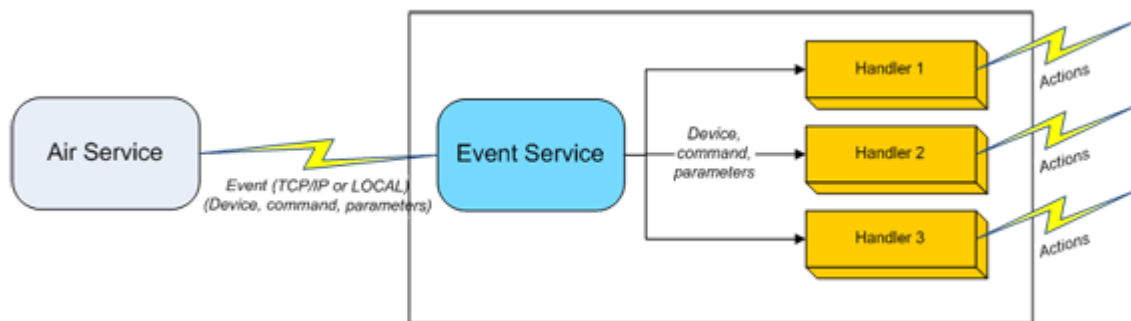 Air Service
Event (TCP/IP or LOCAL)
(Device, command, parameters)
Event Service
Device,
command,
parameters
Handler 1
Actions
Handler 2
Actions
Handler 3
Actions